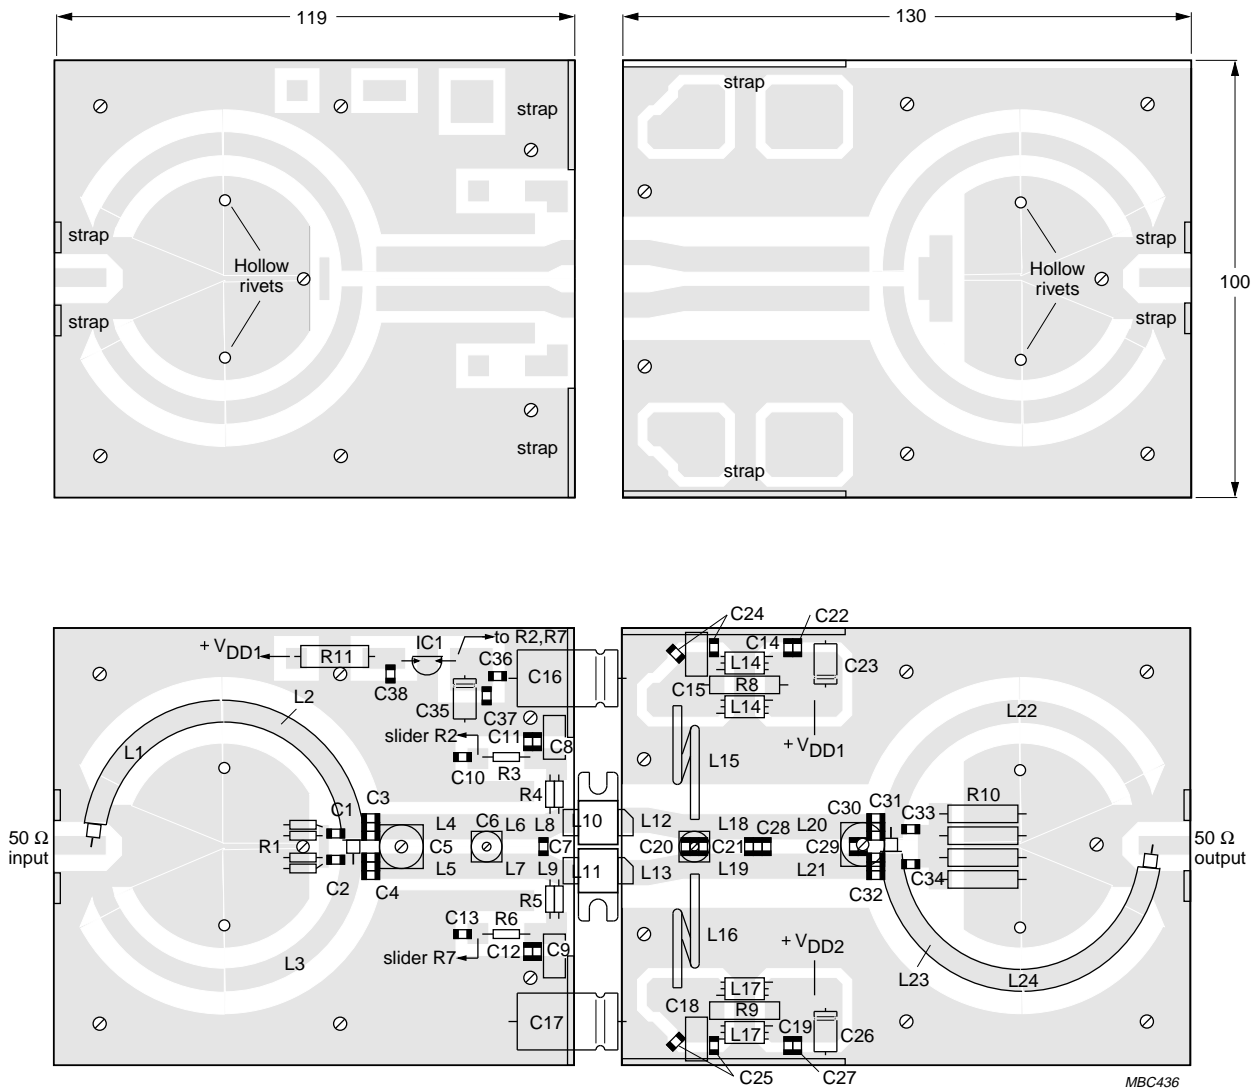 119
130
strap
strap
strap
strap
Hollow
rivets
Hollow
rivets
strap
strap
100
strap
strap
strap
+ VDD1
R11
IC1
to R2,R7
C36
C16
C38
C35
C37
L2
L1
slider R2
C11
C8
C10
R3
R4
C1
C3
L4
C6
L6
L8
L10
50 Ω
input
R1
C5
C7
L5
L7
L9
L11
C2
C4
R5
C13
R6
C12
C9
slider R7
L3
C17
C24
C22
C14
L14
C23
C15
R8
L14
+ VDD1
L15
L22
L12
L18
C30
C31
C33
R10
C28
L20
C20
C21
C29
50 Ω
output
L13
L19
L21
C32
C34
L16
+ VDD2
L23
L24
L17
C18
R9
C19
L17
C26
C25
C27
MBC436